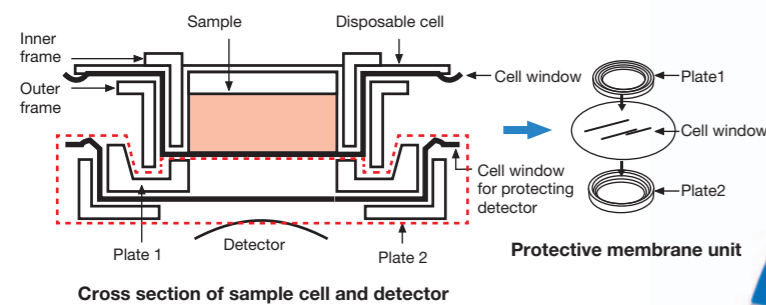 Sample
Disposable cell
Inner
frame
Outer
frame
Cell window
Cell window
for protecting
detector
Plate 1
Detector
Plate 2
Cross section of sample cell and detector
Plate1
Cell window
Plate2
Protective membrane unit